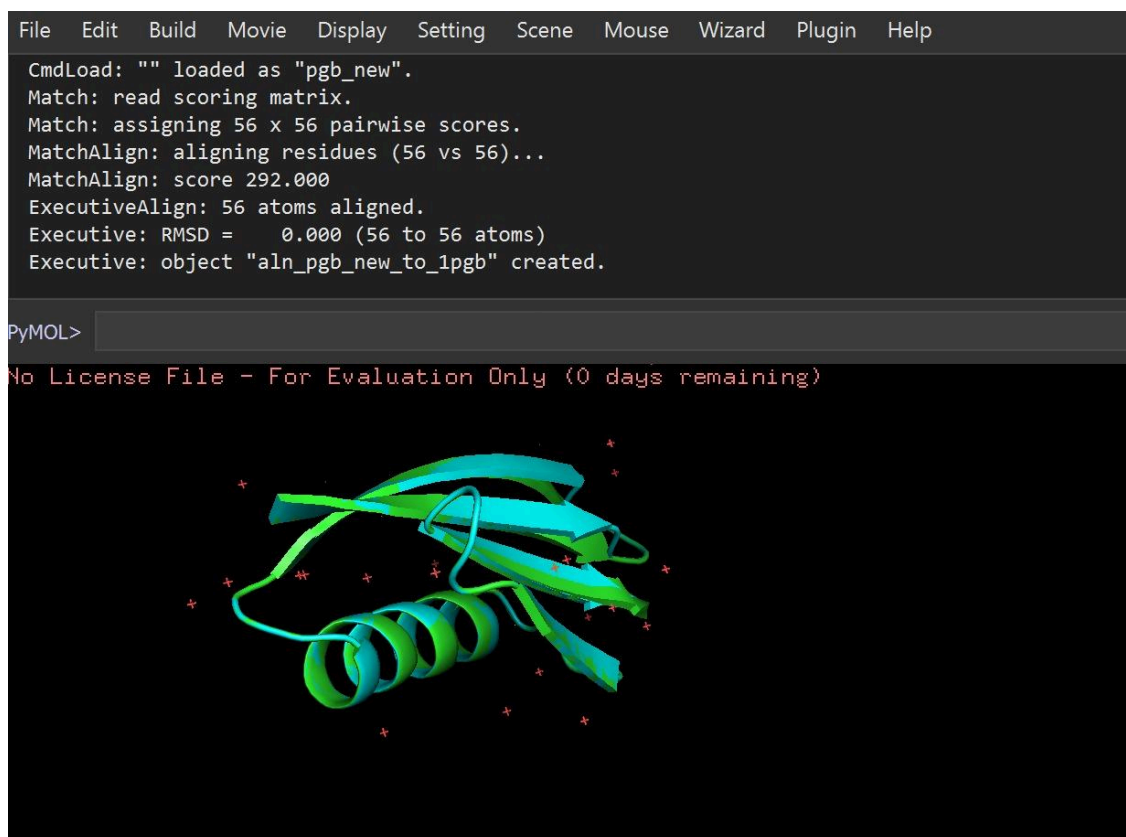 File Edit Build Movie Display Setting Scene Mouse Wizard Plugin Help
CmdLoad: "" loaded as "pgb_new".
Match: read scoring matrix.
Match: assigning 56 x 56 pairwise scores.
MatchAlign: aligning residues (56 vs 56)...
MatchAlign: score 292.000
ExecutiveAlign: 56 atoms aligned.
Executive: RMSD =    0.000 (56 to 56 atoms)
Executive: object "aln_pgb_new_to_1pgb" created.
PyMOL>
No License File - For Evaluation Only (0 days remaining)